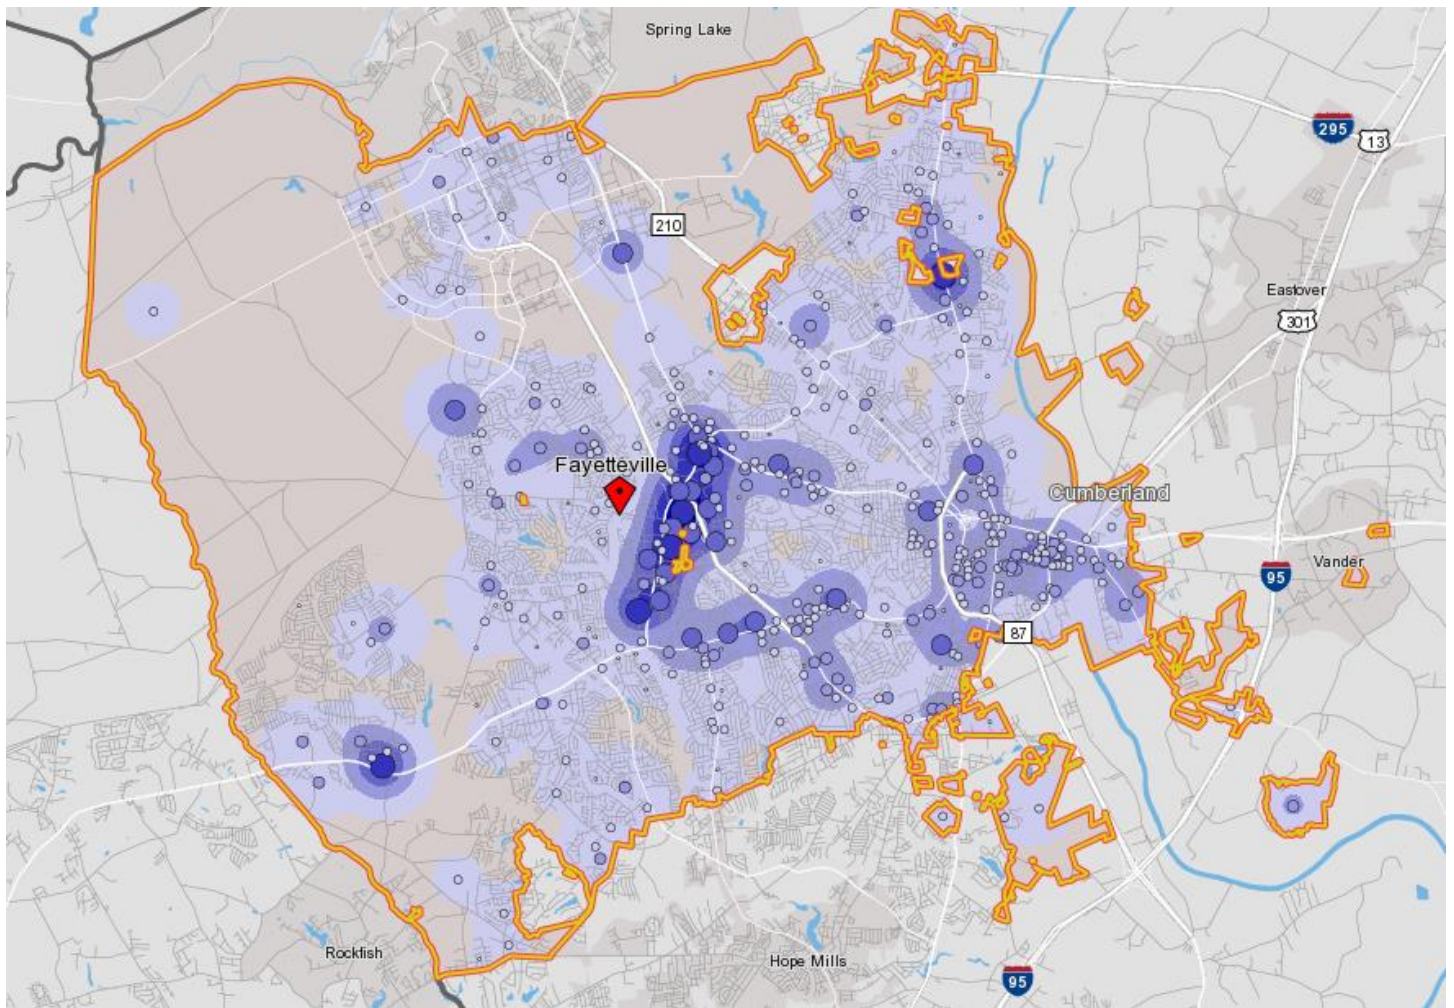 Spring Lake
295
13
210
Eastover
301
Fayetteville
Cumberland
Vander
95
87
Rockfish
Hope Mills
95